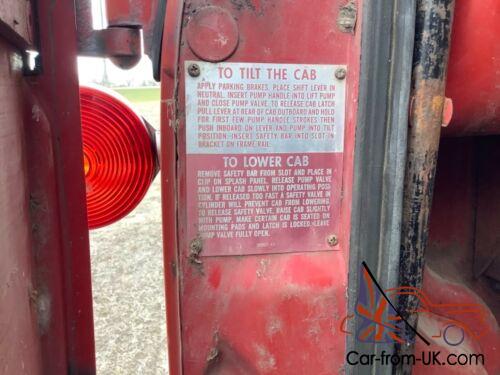 TO TILT THE CAB
APPLY PARKING BRAKES. PLACE SHIFT LEVER IN
NEUTRAL. INSERT PUMP HANDLE INTO LIFT PUMP
AND CLOSE PUMP VALVE. TO RELEASE CAB LATCH
PULL LEVER AT REAR OF CAB OUTBOARD AND HOLD
FOR FIRST FEW PUMP HANDLE STROKES THEN
PUSH INBOARD ON LEVER AND PUMP INTO TILT
POSITION-INSERT SAFETY BAR INTO SLOT IN
BRACKET ON FRAME RAIL.
TO LOWER CAB
REMOVE SAFETY BAR FROM SLOT AND PLACE IN
CLIP ON SPLASH PANEL. RELEASE PUMP VALVE
AND LOWER CAB SLOWLY INTO OPERATING POSI-
TION. IF RELEASED TOO FAST A SAFETY VALVE IN
CYLINDER WILL PREVENT CAB FROM LOWERING.
TO RELEASE SAFETY VALVE, RAISE CAB SLIGHTLY
WITH PUMP. MAKE CERTAIN CAB IS SEATED ON
MOUNTING PADS AND LATCH IS LOCKED. LEAVE
PUMP VALVE FULLY OPEN.
Car-from-UK.com